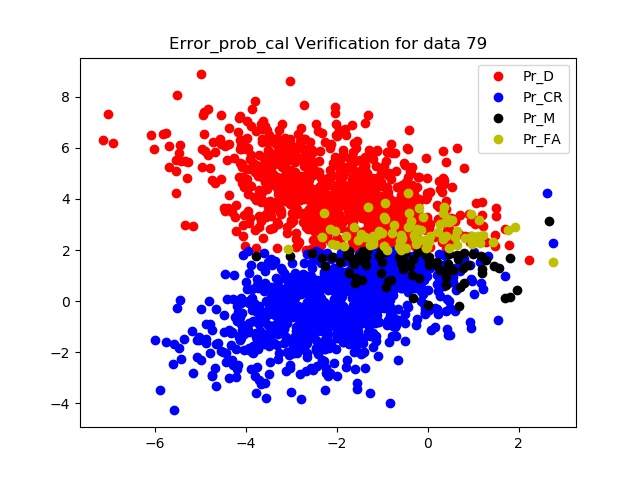 Error_prob_cal Verification for data 79
Pr_D
Pr_CR
Pr_M
Pr_FA
8
6
4
2
0
−2
−4
−6
−4
−2
0
2